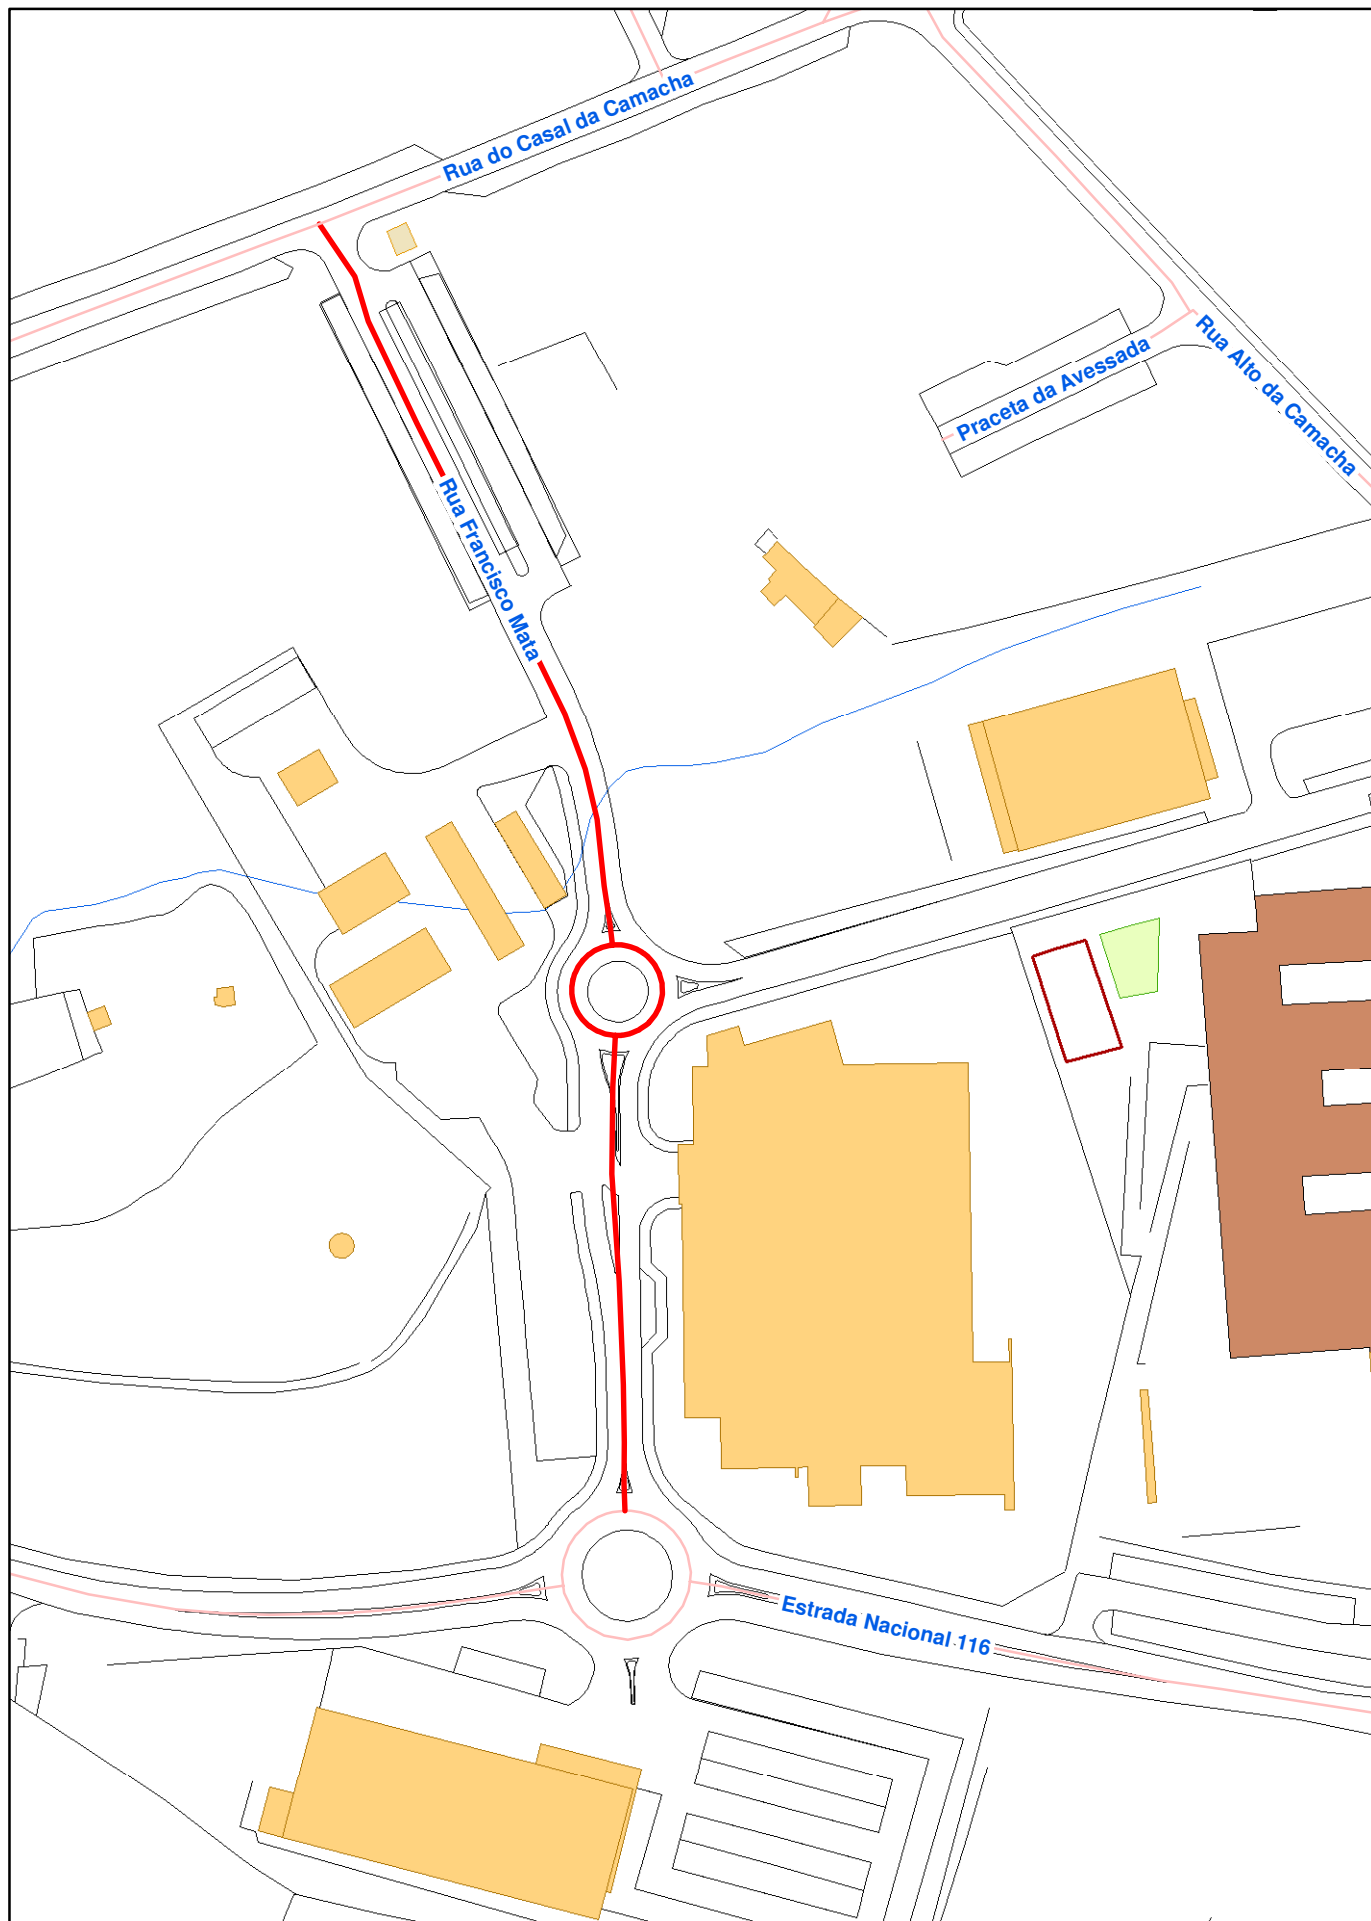 Rua do Casal da Camacha
Rua Alto da Camacha
Praceta da Avessada
Rua Francisco Mata
Estrada Nacional 116